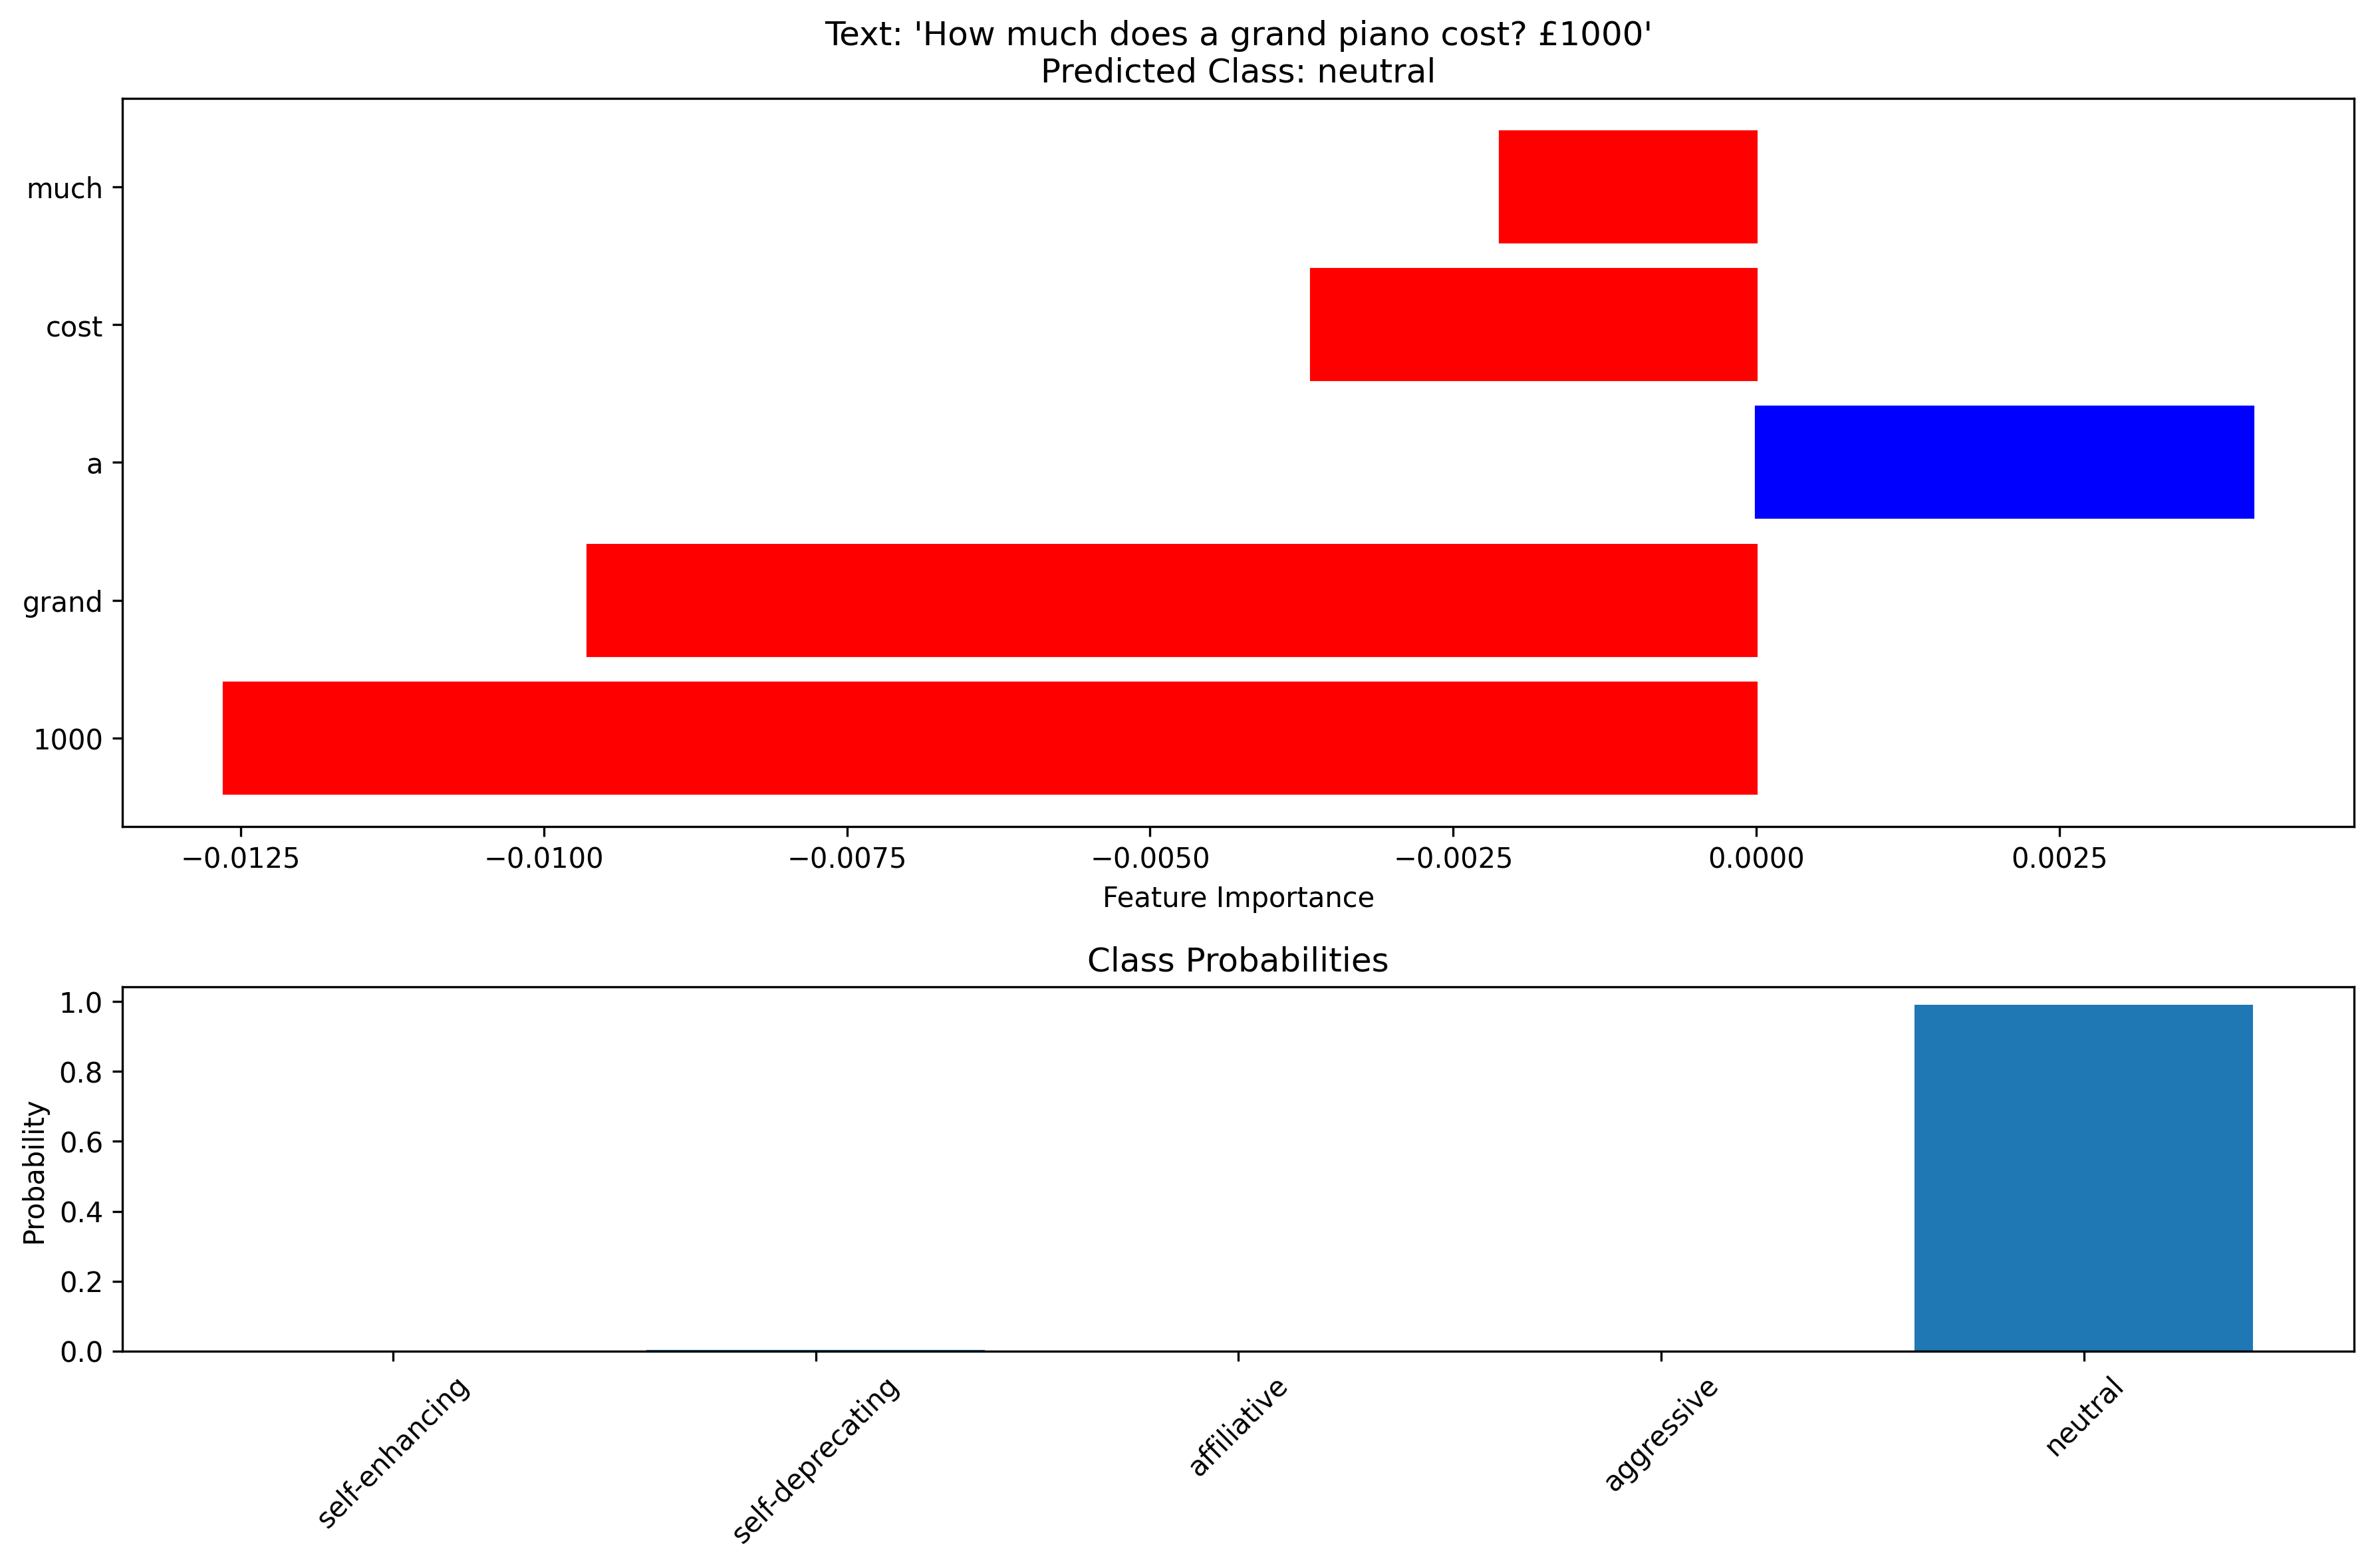 Text: 'How much does a grand piano cost? £1000'
Predicted Class: neutral
much
cost
a
grand
1000
−0.0125 −0.0100 −0.0075 −0.0050 −0.0025 0.0000 0.0025
Feature Importance
Class Probabilities
1.0
0.8
0.6
0.4
0.2
0.0
Probability
self-enhancing
self-deprecating
affiliative
aggressive
neutral